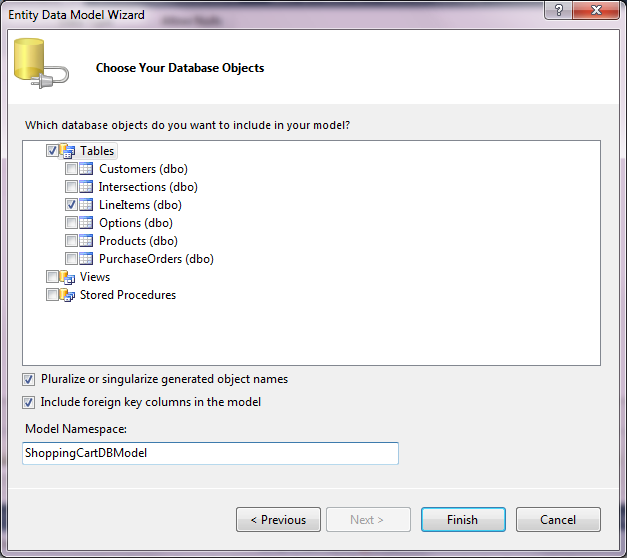 Entity Data Model Wizard
?
Choose Your Database Objects
Which database objects do you want to include in your model?
Tables
Customers (dbo)
Intersections (dbo)
LineItems (dbo)
Options (dbo)
Products (dbo)
PurchaseOrders (dbo)
Views
Stored Procedures
Pluralize or singularize generated object names
Include foreign key columns in the model
Model Namespace:
ShoppingCartDBModel
< Previous
Next >
Finish
Cancel